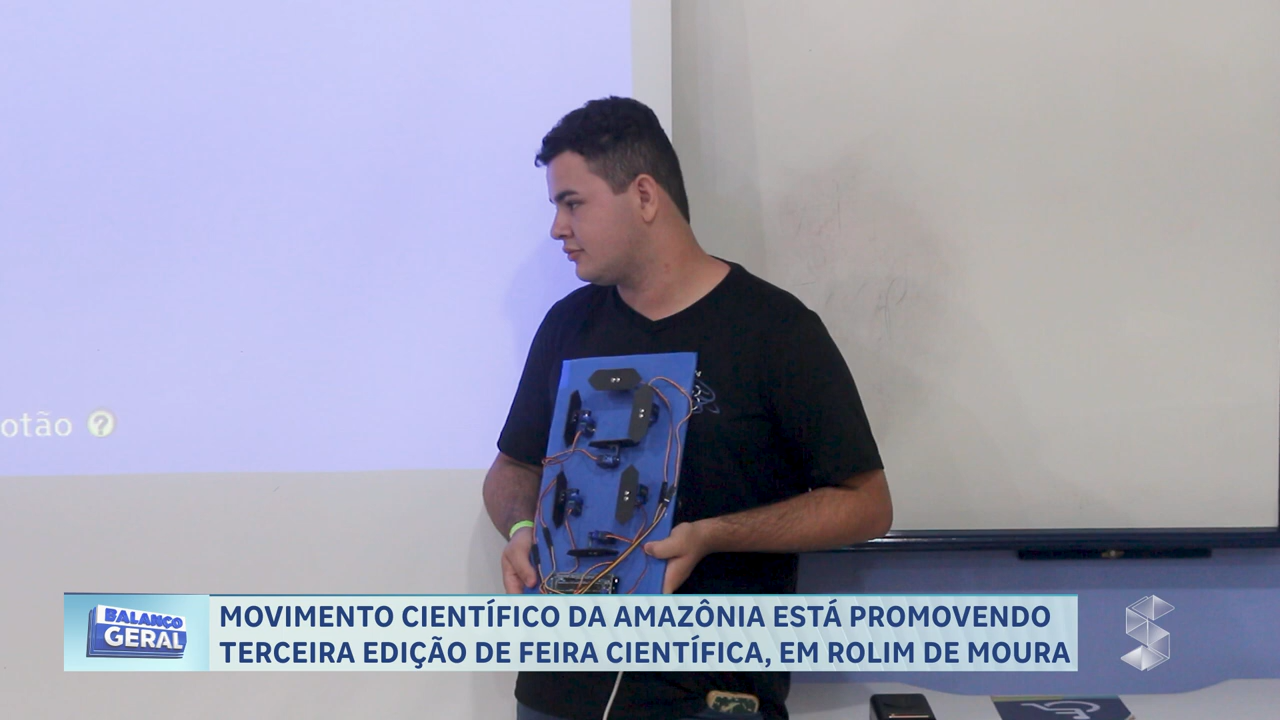 otão ?
BALANÇO
GERAL
MOVIMENTO CIENTÍFICO DA AMAZÔNIA ESTÁ PROMOVENDO
TERCEIRA EDIÇÃO DE FEIRA CIENTÍFICA, EM ROLIM DE MOURA